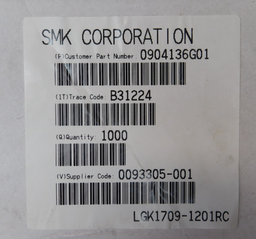 SMK CORPORATION
(P)Customer Part Number 0904136G01
(1T)Trace Code: B31224
(Q)Quantity: 1000
(V)Supplier Code: 0093305-001
LGK1709-1201RC